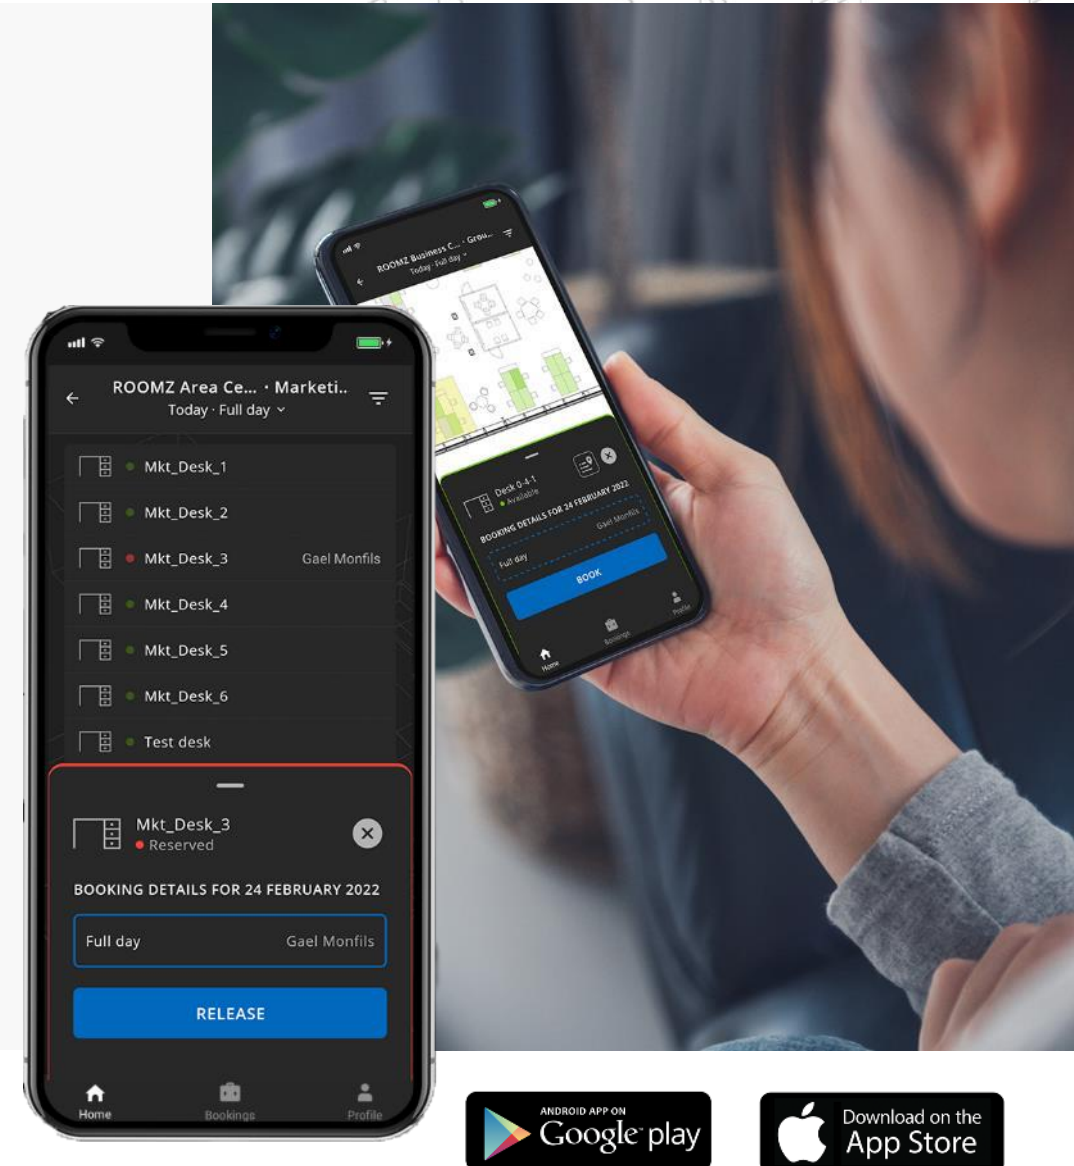 ROOMZ Business C... · Grou...
Today · Full day
Desk 0-4-1
Available
BOOKING DETAILS FOR 24 FEBRUARY 2022
Full day
Gael Monfils
BOOK
Home
Bookings
Profile
ROOMZ Area Ce... · Marketi..
Today · Full day
Mkt_Desk_1
Mkt_Desk_2
Mkt_Desk_3 Gael Monfils
Mkt_Desk_4
Mkt_Desk_5
Mkt_Desk_6
Test desk
Mkt_Desk_3
Reserved
BOOKING DETAILS FOR 24 FEBRUARY 2022
Full day Gael Monfils
RELEASE
Home Bookings Profile
ANDROID APP ON
Google play
Download on the
App Store